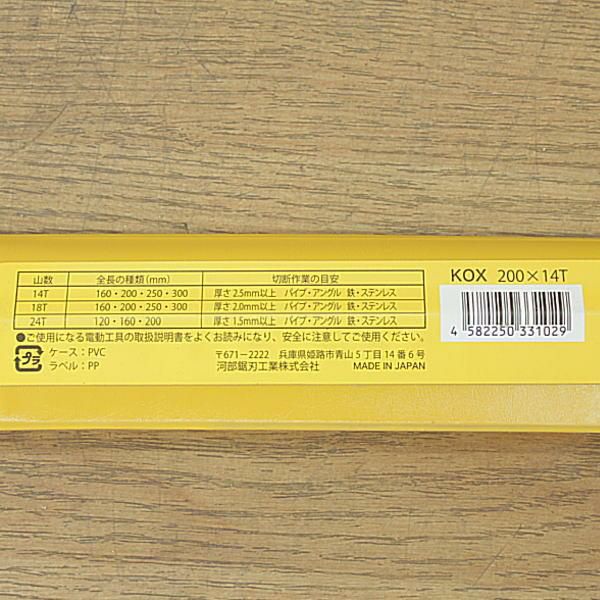 山数 全長の種類(mm) 切断作業の目安
14T 160・200・250・300 厚さ2.5mm以上 パイプ・アングル 鉄・ステンレス
18T 160・200・250・300 厚さ2.0mm以上 パイプ・アングル 鉄・ステンレス
24T 120・160・200 厚さ1.5mm以上 パイプ・アングル 鉄・ステンレス
●ご使用になる電動工具の取扱説明書をよくお読みになり、安全に注意してご使用ください。
プラ
ケース:PVC
ラベル:PP
〒671−2222 兵庫県姫路市青山5丁目14番6号
河部鋸刃工業株式会社 MADE IN JAPAN
KOX 200×14T
4 582250 331029